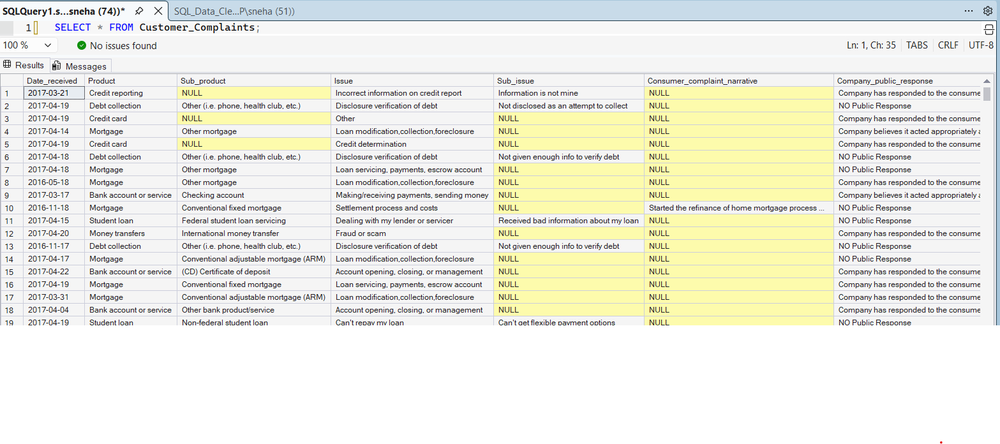 SQLQuery1.s...sneha (74))* SQL_Data_Cle...P\sneha (51))
1 SELECT * FROM Customer_Complaints;
100 % No issues found Ln: 1, Ch: 35 TABS CRLF UTF-8
Results Messages
Date_received Product Sub_product Issue Sub_issue Consumer_complaint_narrative Company_public_response
1 2017-03-21 Credit reporting NULL Incorrect information on credit report Information is not mine NULL Company has responded to the consume
2 2017-04-19 Debt collection Other (i.e. phone, health club, etc.) Disclosure verification of debt Not disclosed as an attempt to collect NULL NO Public Response
3 2017-04-19 Credit card NULL Other NULL NULL Company has responded to the consume
4 2017-04-14 Mortgage Other mortgage Loan modification,collection,foreclosure NULL NULL Company believes it acted appropriately a
5 2017-04-19 Credit card NULL Credit determination NULL NULL Company has responded to the consume
6 2017-04-18 Debt collection Other (i.e. phone, health club, etc.) Disclosure verification of debt Not given enough info to verify debt NULL NO Public Response
7 2017-04-18 Mortgage Other mortgage Loan servicing, payments, escrow account NULL NULL NO Public Response
8 2016-05-18 Mortgage Other mortgage Loan modification,collection,foreclosure NULL NULL Company has responded to the consume
9 2017-03-17 Bank account or service Checking account Making/receiving payments, sending money NULL NULL Company believes it acted appropriately a
10 2016-11-18 Mortgage Conventional fixed mortgage Settlement process and costs NULL Started the refinance of home mortgage process ... NO Public Response
11 2017-04-15 Student loan Federal student loan servicing Dealing with my lender or servicer Received bad information about my loan NULL NO Public Response
12 2017-04-20 Money transfers International money transfer Fraud or scam NULL NULL Company has responded to the consume
13 2016-11-17 Debt collection Other (i.e. phone, health club, etc.) Disclosure verification of debt Not given enough info to verify debt NULL NO Public Response
14 2017-04-17 Mortgage Conventional adjustable mortgage (ARM) Loan modification,collection,foreclosure NULL NULL NO Public Response
15 2017-04-22 Bank account or service (CD) Certificate of deposit Account opening, closing, or management NULL NULL Company has responded to the consume
16 2017-04-19 Mortgage Conventional fixed mortgage Loan servicing, payments, escrow account NULL NULL Company has responded to the consume
17 2017-03-31 Mortgage Conventional adjustable mortgage (ARM) Loan modification,collection,foreclosure NULL NULL Company has responded to the consume
18 2017-04-04 Bank account or service Other bank product/service Account opening, closing, or management NULL NULL Company has responded to the consume
19 2017-04-19 Student loan Non-federal student loan Can't repay my loan Can't get flexible payment options NULL NO Public Response